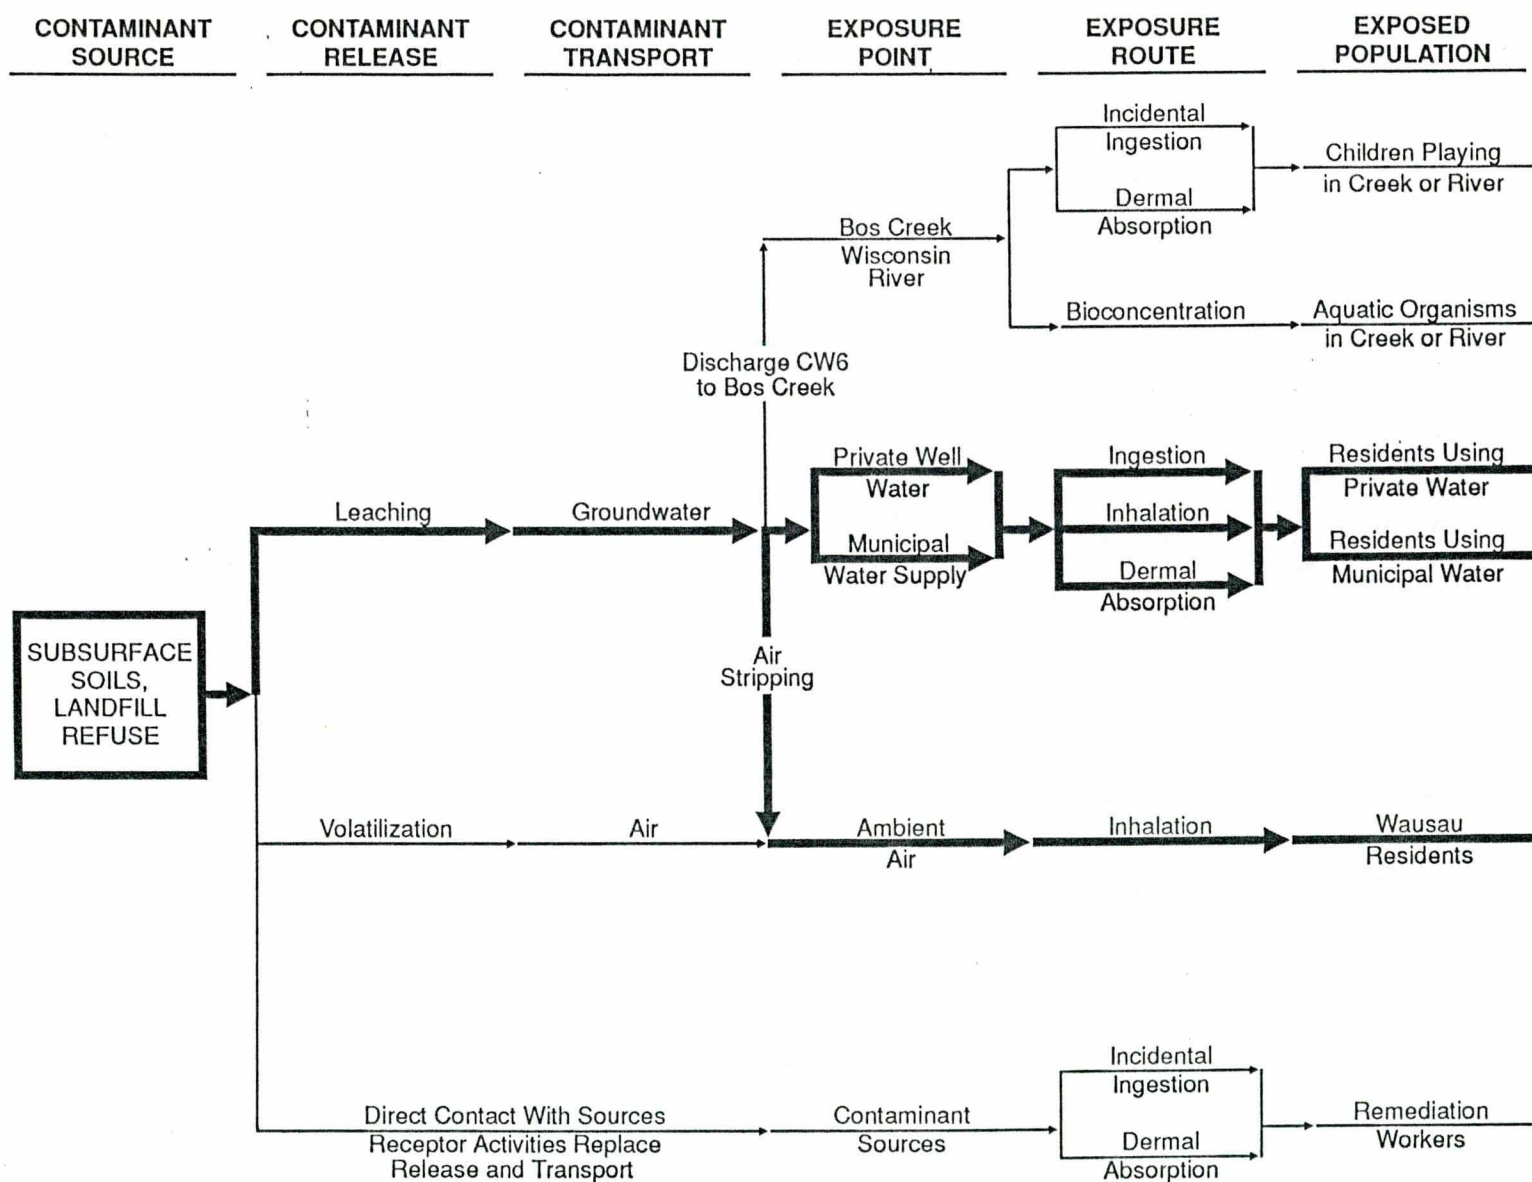 CONTAMINANT
SOURCE
CONTAMINANT
RELEASE
CONTAMINANT
TRANSPORT
EXPOSURE
POINT
EXPOSURE
ROUTE
EXPOSED
POPULATION
Incidental
Ingestion
Dermal
Absorption
Children Playing
in Creek or River
Bos Creek
Wisconsin
River
Bioconcentration
Aquatic Organisms
in Creek or River
Discharge CW6
to Bos Creek
Leaching
Groundwater
Private Well
Water
Municipal
Water Supply
Ingestion
Inhalation
Dermal
Absorption
Residents Using
Private Water
Residents Using
Municipal Water
SUBSURFACE
SOILS,
LANDFILL
REFUSE
Air
Stripping
Volatilization
Air
Ambient
Air
Inhalation
Wausau
Residents
Direct Contact With Sources
Receptor Activities Replace
Release and Transport
Contaminant
Sources
Incidental
Ingestion
Dermal
Absorption
Remediation
Workers